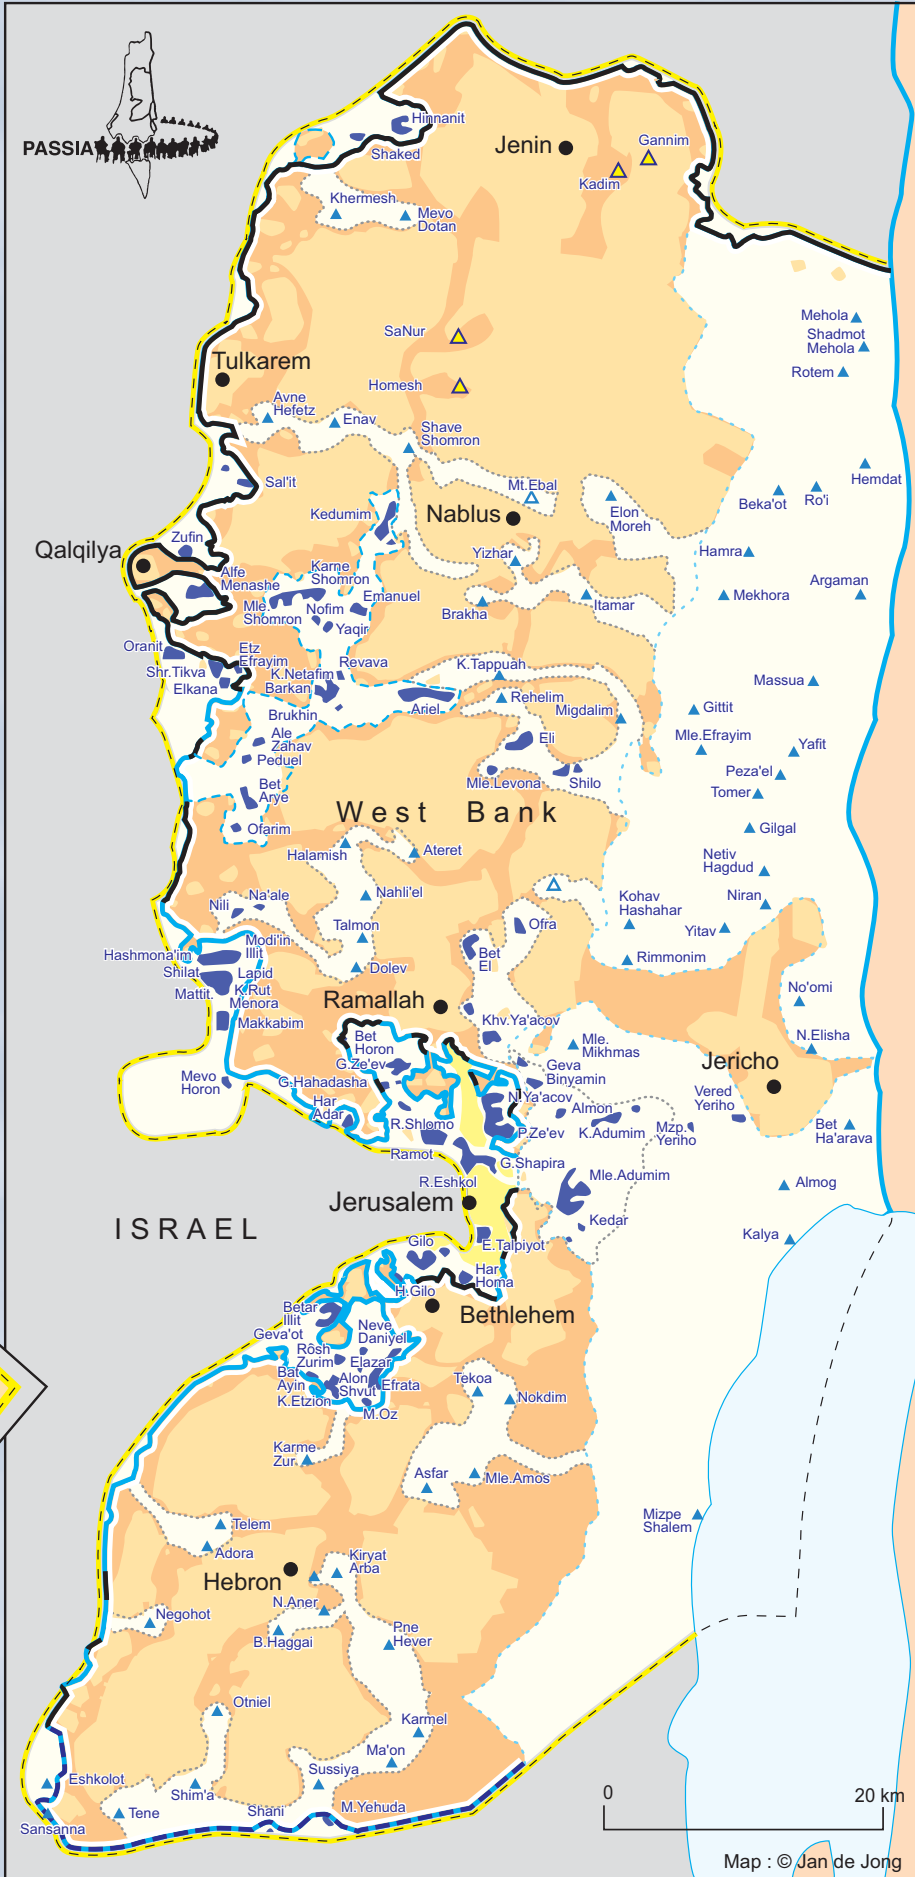 PASSIA
Hinnanit
Shaked
Jenin
Gannim
Kadim
Khermesh
Mevo
Dotan
Mehola
Shadmot
Mehola
Rotem
SaNur
Tulkarem
Homesh
Avne
Hefetz
Enav
Shave
Shomron
Sal'it
Mt.Ebal
Hemdat
Beka'ot
Ro'i
Kedumim
Nablus
Elon
Moreh
Qalqilya
Zufin
Yizhar
Hamra
Alfe
Menashe
Karne
Shomron
Argaman
Mle.
Shomron
Nofim
Emanuel
Brakha
Itamar
Mekhora
Yaqir
Oranit
Etz
Efrayim
Shr.Tikva
Elkana
K.Netafim
Barkan
Revava
K.Tappuah
Massua
Brukhin
Ariel
Rehelim
Migdalim
Gittit
Ale
Zahav
Peduel
Eli
Mle.Efrayim
Yafit
Peza'el
Bet
Arye
Mle.Levona
Shilo
Tomer
West Bank
Ofarim
Gilgal
Halamish
Ateret
Netiv
Hagdud
Nili
Na'ale
Nahli'el
Kohav
Hashahar
Niran
Talmon
Ofra
Yitav
Hashmona'im
Modi'in
Illit
Bet
El
Shilat
Lapid
Dolev
Rimmonim
Mattit.
K.Rut
Menora
Ramallah
No'omi
Makkabim
Bet
Horon
Khv.Ya'acov
Mle.
Mikhmas
N.Elisha
G.Ze'ev
Geva
Binyamin
Jericho
Mevo
Horon
G.Hahadasha
N.Ya'acov
Vered
Yeriho
Har
Adar
Almon
R.Shlomo
P.Ze'ev
K.Adumim
Mzp.
Yeriho
Bet
Ha'arava
Ramot
G.Shapira
R.Eshkol
Mle.Adumim
Almog
Jerusalem
ISRAEL
Kedar
Kalya
Gilo
E.Talpiyot
H.Gilo
Har
Homa
Betar
Illit
Bethlehem
Geva'ot
Neve
Daniyel
Rosh
Zurim
Elazar
Bat
Ayin
Alon
Shvut
Efrata
K.Etzion
M.Oz
Tekoa
Nokdim
Karme
Zur
Asfar
Mle.Amos
Mizpe
Shalem
Telem
Adora
Kiryat
Arba
Hebron
N.Aner
Negohot
B.Haggai
Pne
Hever
Otniel
Karmel
Ma'on
Eshkolot
Sussiya
Shim'a
0 20 km
Tene
Shani
M.Yehuda
Sansanna
Map : © Jan de Jong